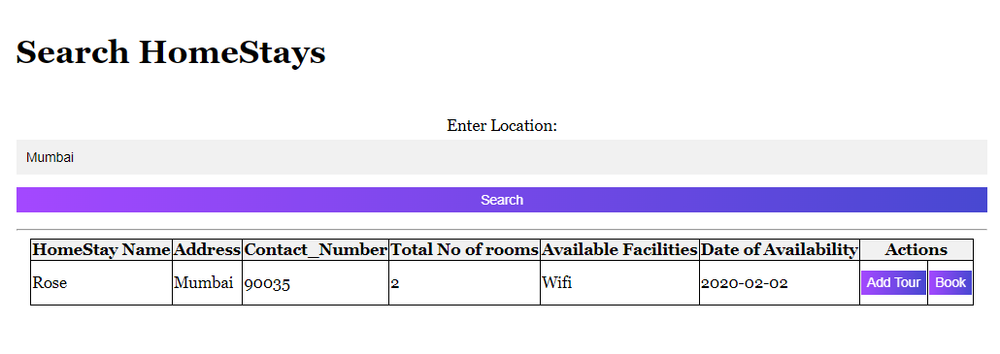 Search HomeStays
Enter Location:
Mumbai
Search
HomeStay Name Address Contact_Number Total No of rooms Available Facilities Date of Availability Actions
Rose Mumbai 90035 2 Wifi 2020-02-02 Add Tour Book